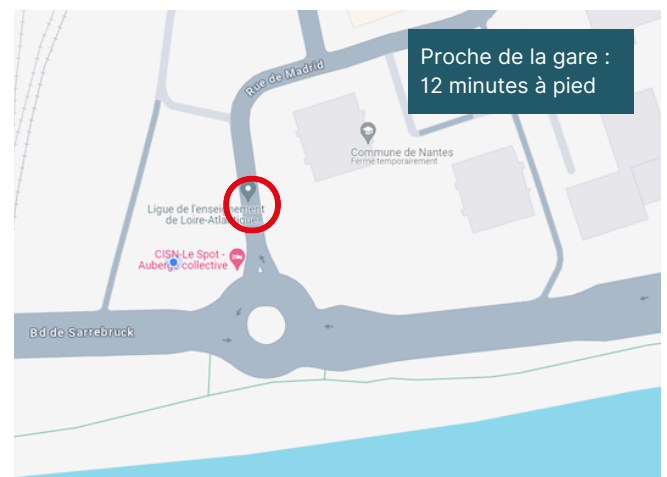 Proche de la gare :
12 minutes à pied
Rue de Madrid
Commune de Nantes
Fermé temporairement
Ligue de l'enseignement
de Loire-Atlantique
CISN-Le Spot -
Auberge collective
Bd de Sarrebruck